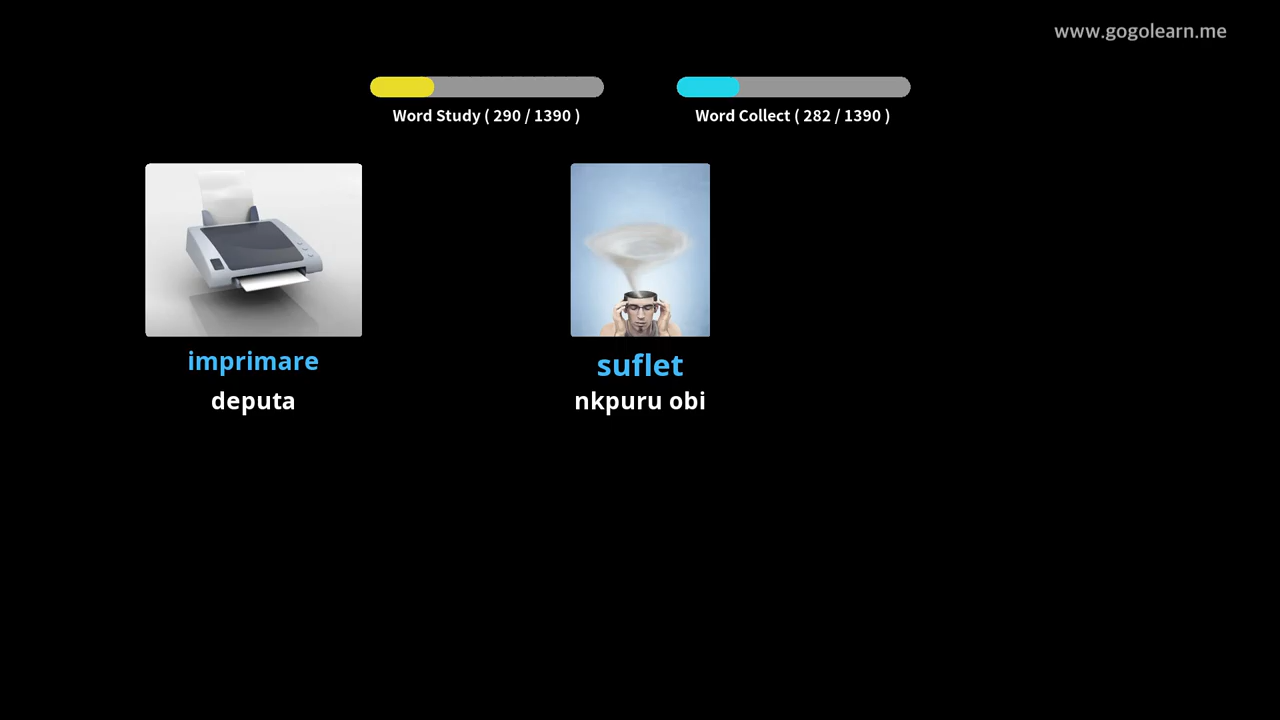 www.gogolearn.me
Word Study ( 290 / 1390 )
Word Collect ( 282 / 1390 )
imprimare
deputa
suflet
nkpuru obi